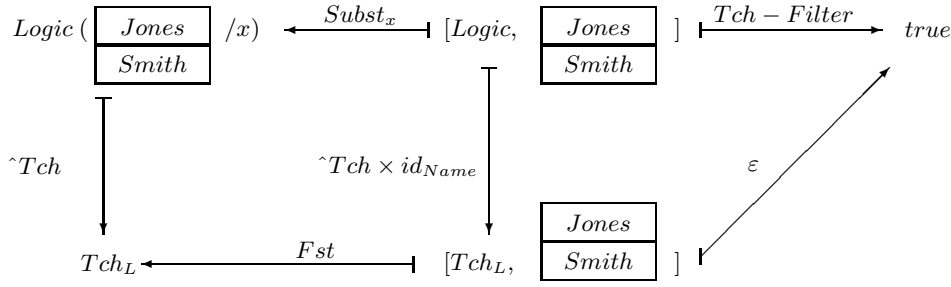 Logic ( Jones /x) Subst_x [Logic, Jones ] Tch − Filter true
Smith Smith
ˆTch ˆTch × id_Name ε
Jones
Tch_L Fst [Tch_L, Smith ]